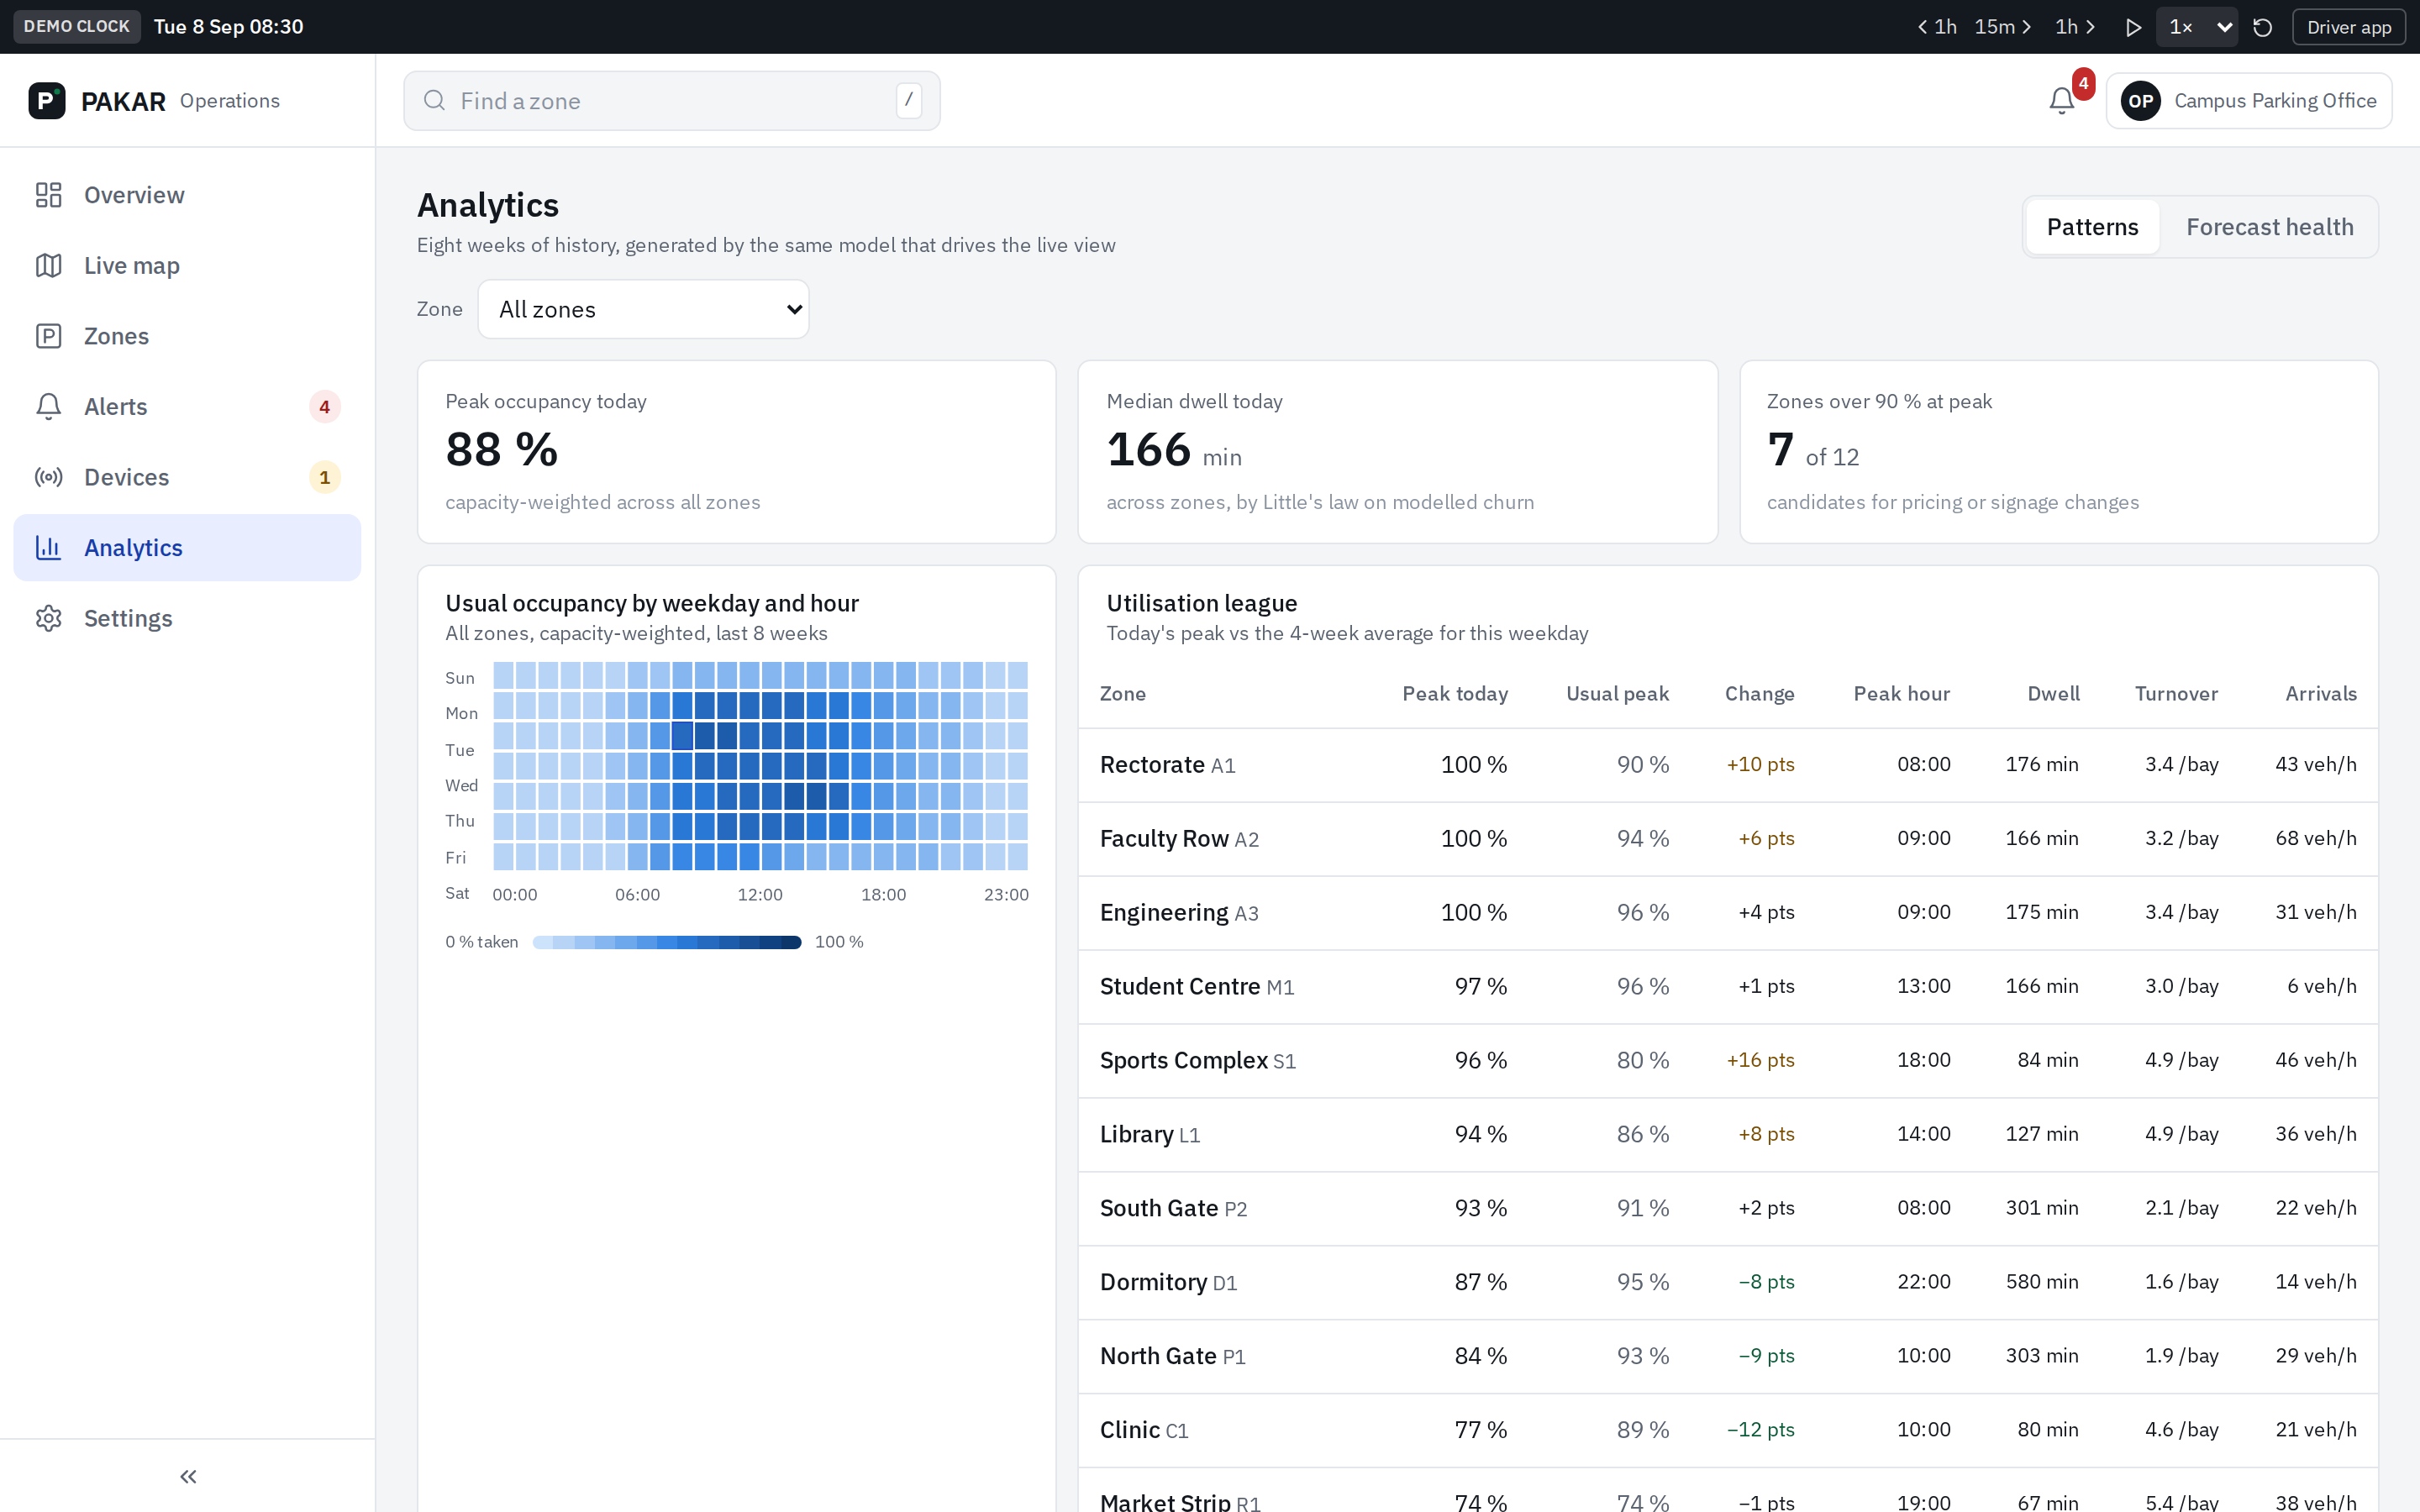 DEMO CLOCK Tue 8 Sep 08:30 1h 15m 1h 1× Driver app
P PAKAR Operations Find a zone / 4 OP Campus Parking Office
Overview
Live map
Zones
Alerts 4
Devices 1
Analytics
Settings
Analytics
Eight weeks of history, generated by the same model that drives the live view
Patterns Forecast health
Zone All zones
Peak occupancy today
88 %
capacity-weighted across all zones
Median dwell today
166 min
across zones, by Little's law on modelled churn
Zones over 90 % at peak
7 of 12
candidates for pricing or signage changes
Usual occupancy by weekday and hour
All zones, capacity-weighted, last 8 weeks
Sun
Mon
Tue
Wed
Thu
Fri
Sat
00:00 06:00 12:00 18:00 23:00
0 % taken 100 %
Utilisation league
Today's peak vs the 4-week average for this weekday
Zone Peak today Usual peak Change Peak hour Dwell Turnover Arrivals
Rectorate A1 100 % 90 % +10 pts 08:00 176 min 3.4 /bay 43 veh/h
Faculty Row A2 100 % 94 % +6 pts 09:00 166 min 3.2 /bay 68 veh/h
Engineering A3 100 % 96 % +4 pts 09:00 175 min 3.4 /bay 31 veh/h
Student Centre M1 97 % 96 % +1 pts 13:00 166 min 3.0 /bay 6 veh/h
Sports Complex S1 96 % 80 % +16 pts 18:00 84 min 4.9 /bay 46 veh/h
Library L1 94 % 86 % +8 pts 14:00 127 min 4.9 /bay 36 veh/h
South Gate P2 93 % 91 % +2 pts 08:00 301 min 2.1 /bay 22 veh/h
Dormitory D1 87 % 95 % −8 pts 22:00 580 min 1.6 /bay 14 veh/h
North Gate P1 84 % 93 % −9 pts 10:00 303 min 1.9 /bay 29 veh/h
Clinic C1 77 % 89 % −12 pts 10:00 80 min 4.6 /bay 21 veh/h
Market Strip R1 74 % 74 % −1 pts 19:00 67 min 5.4 /bay 38 veh/h